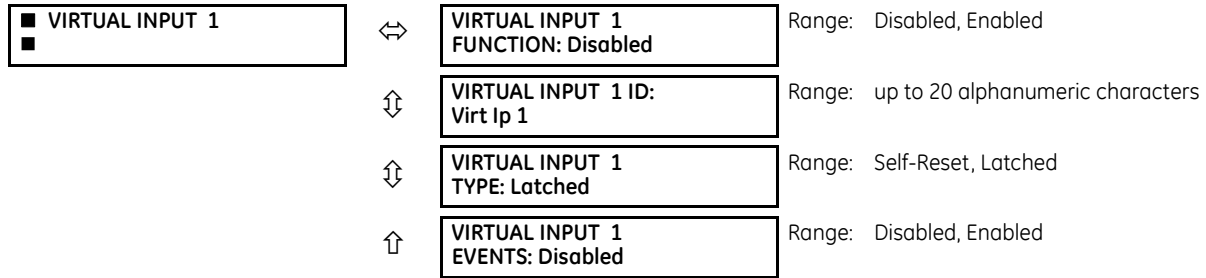 ■ VIRTUAL INPUT 1
■
VIRTUAL INPUT 1
FUNCTION: Disabled
Range: Disabled, Enabled
VIRTUAL INPUT 1 ID:
Virt Ip 1
Range: up to 20 alphanumeric characters
VIRTUAL INPUT 1
TYPE: Latched
Range: Self-Reset, Latched
VIRTUAL INPUT 1
EVENTS: Disabled
Range: Disabled, Enabled